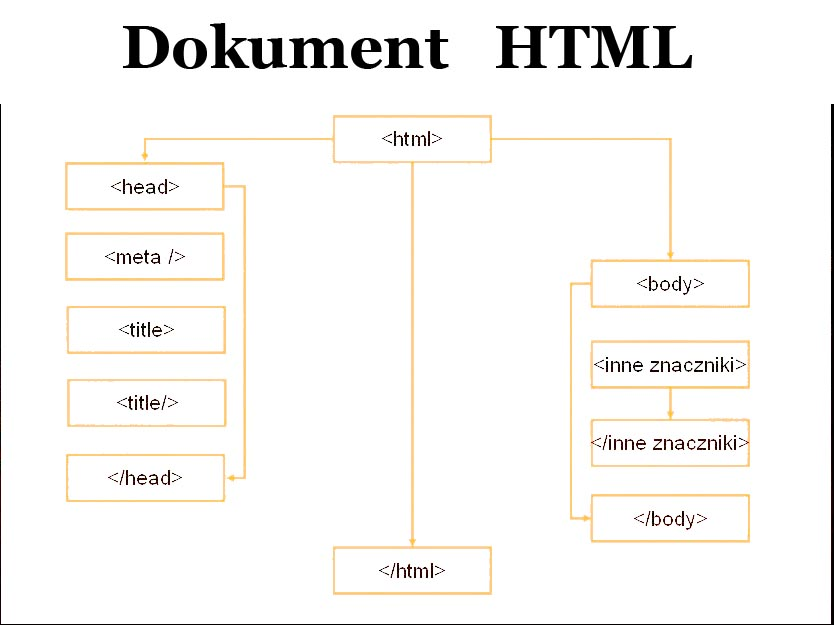 Dokument HTML
<html>
<head>
<meta />
<title>
<title/>
</head>
<body>
<inne znaczniki>
</inne znaczniki>
</body>
</html>